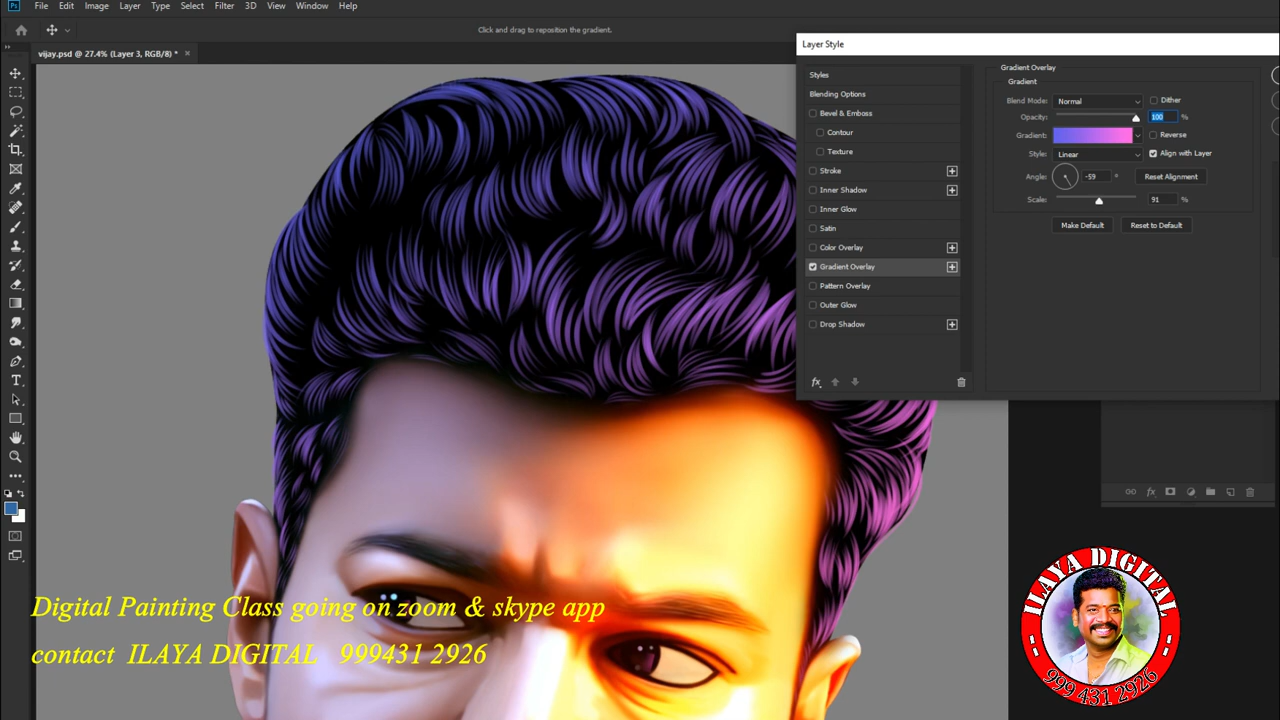 Ps File Edit Image Layer Type Select Filter 3D View Window Help
Click and drag to reposition the gradient.
vijay.psd @ 27.4% (Layer 3, RGB/8) * ×
Layer Style
Styles
Blending Options
Bevel & Emboss
Contour
Texture
Stroke
Inner Shadow
Inner Glow
Satin
Color Overlay
Gradient Overlay
Pattern Overlay
Outer Glow
Drop Shadow
fx
Gradient Overlay
Gradient
Blend Mode: Normal Dither
Opacity: 100 %
Gradient: Reverse
Style: Linear Align with Layer
Angle: -59 ° Reset Alignment
Scale: 91 %
Make Default Reset to Default
fx
Digital Painting Class going on zoom & skype app
contact ILAYA DIGITAL 999431 2926
ILAYA DIGITAL
999 431 2926